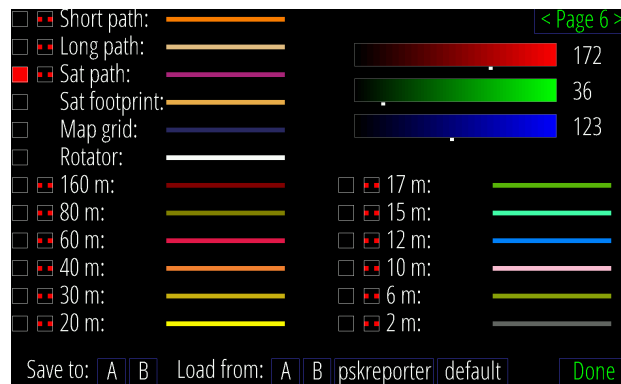 Short path: < Page 6 >
Long path: 172
Sat path: 36
Sat footprint:
Map grid: 123
Rotator:
160 m: 17 m:
80 m: 15 m:
60 m: 12 m:
40 m: 10 m:
30 m: 6 m:
20 m: 2 m:
Save to: A B Load from: A B pskreporter default Done